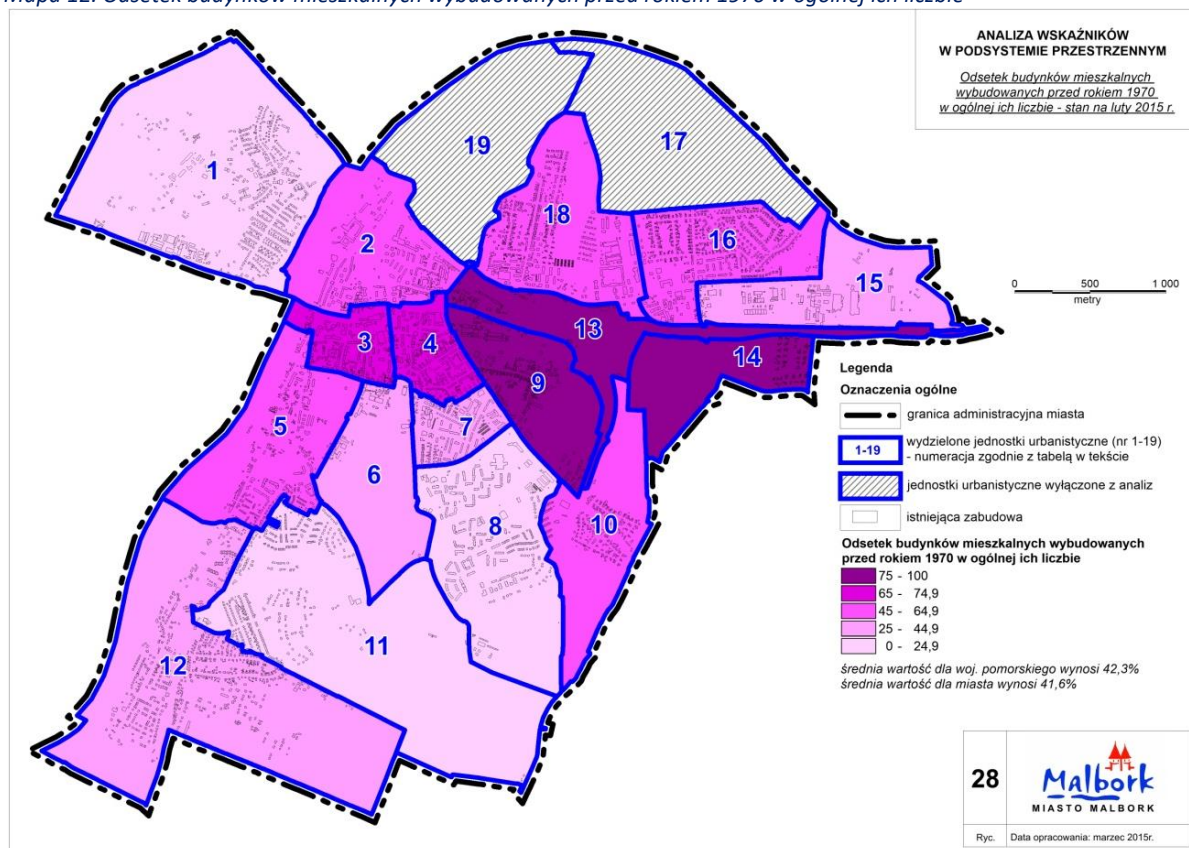 Mapa 12. Odsetek budynków mieszkalnych wybudowanych przed rokiem 1970 w ogólnej ich liczbie
ANALIZA WSKAŹNIKÓW
W PODSYSTEMIE PRZESTRZENNYM
Odsetek budynków mieszkalnych
wybudowanych przed rokiem 1970
w ogólnej ich liczbie - stan na luty 2015 r.
1
19
17
2
18
16
15
0 500 1 000
metry
3
4
13
14
9
5
7
6
8
10
11
12
Legenda
Oznaczenia ogólne
granica administracyjna miasta
1-19
wydzielone jednostki urbanistyczne (nr 1-19)
- numeracja zgodnie z tabelą w tekście
jednostki urbanistyczne wyłączone z analiz
istniejąca zabudowa
Odsetek budynków mieszkalnych wybudowanych
przed rokiem 1970 w ogólnej ich liczbie
75 - 100
65 - 74,9
45 - 64,9
25 - 44,9
0 - 24,9
średnia wartość dla woj. pomorskiego wynosi 42,3%
średnia wartość dla miasta wynosi 41,6%
28
Malbork
MIASTO MALBORK
Ryc.
Data opracowania: marzec 2015r.